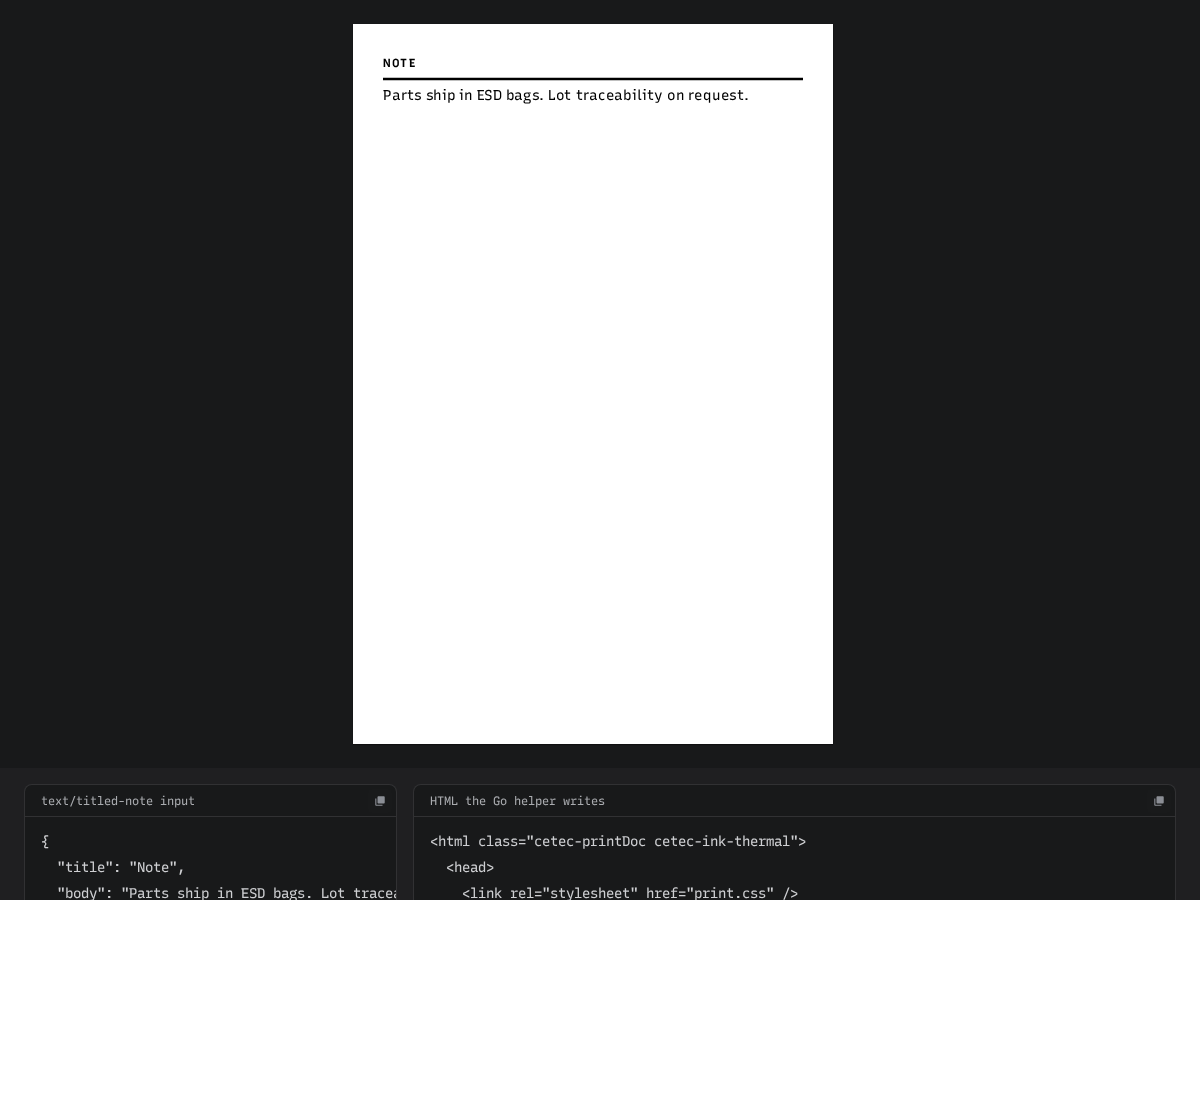 NOTE
Parts ship in ESD bags. Lot traceability on request.
text/titled-note input
{
"title": "Note",
"body": "Parts ship in ESD bags. Lot
HTML the Go helper writes
<html class="cetec-printDoc cetec-ink-thermal">
<head>
<link rel="stylesheet" href="print.css" />